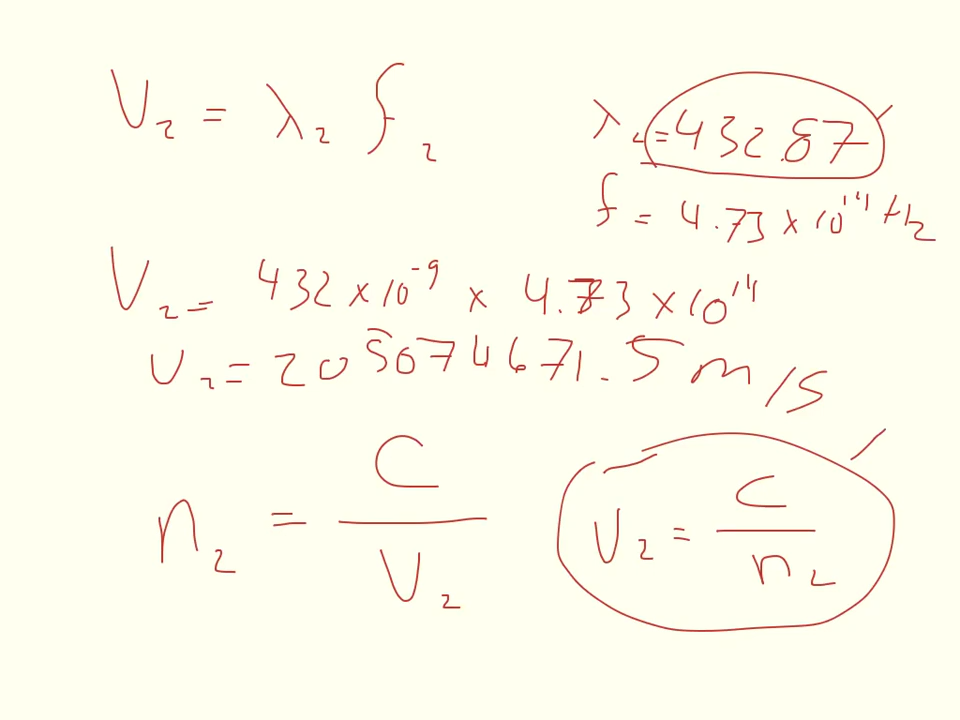 V₂ = λ₂ f₂
λ₂ = 432.87
f = 4.73 × 10¹⁴ Hz
V₂ = 432 × 10⁻⁹ × 4.73 × 10¹⁴
V₂ = 205074671.5 m/s
n₂ = C / V₂
V₂ = C / n₂